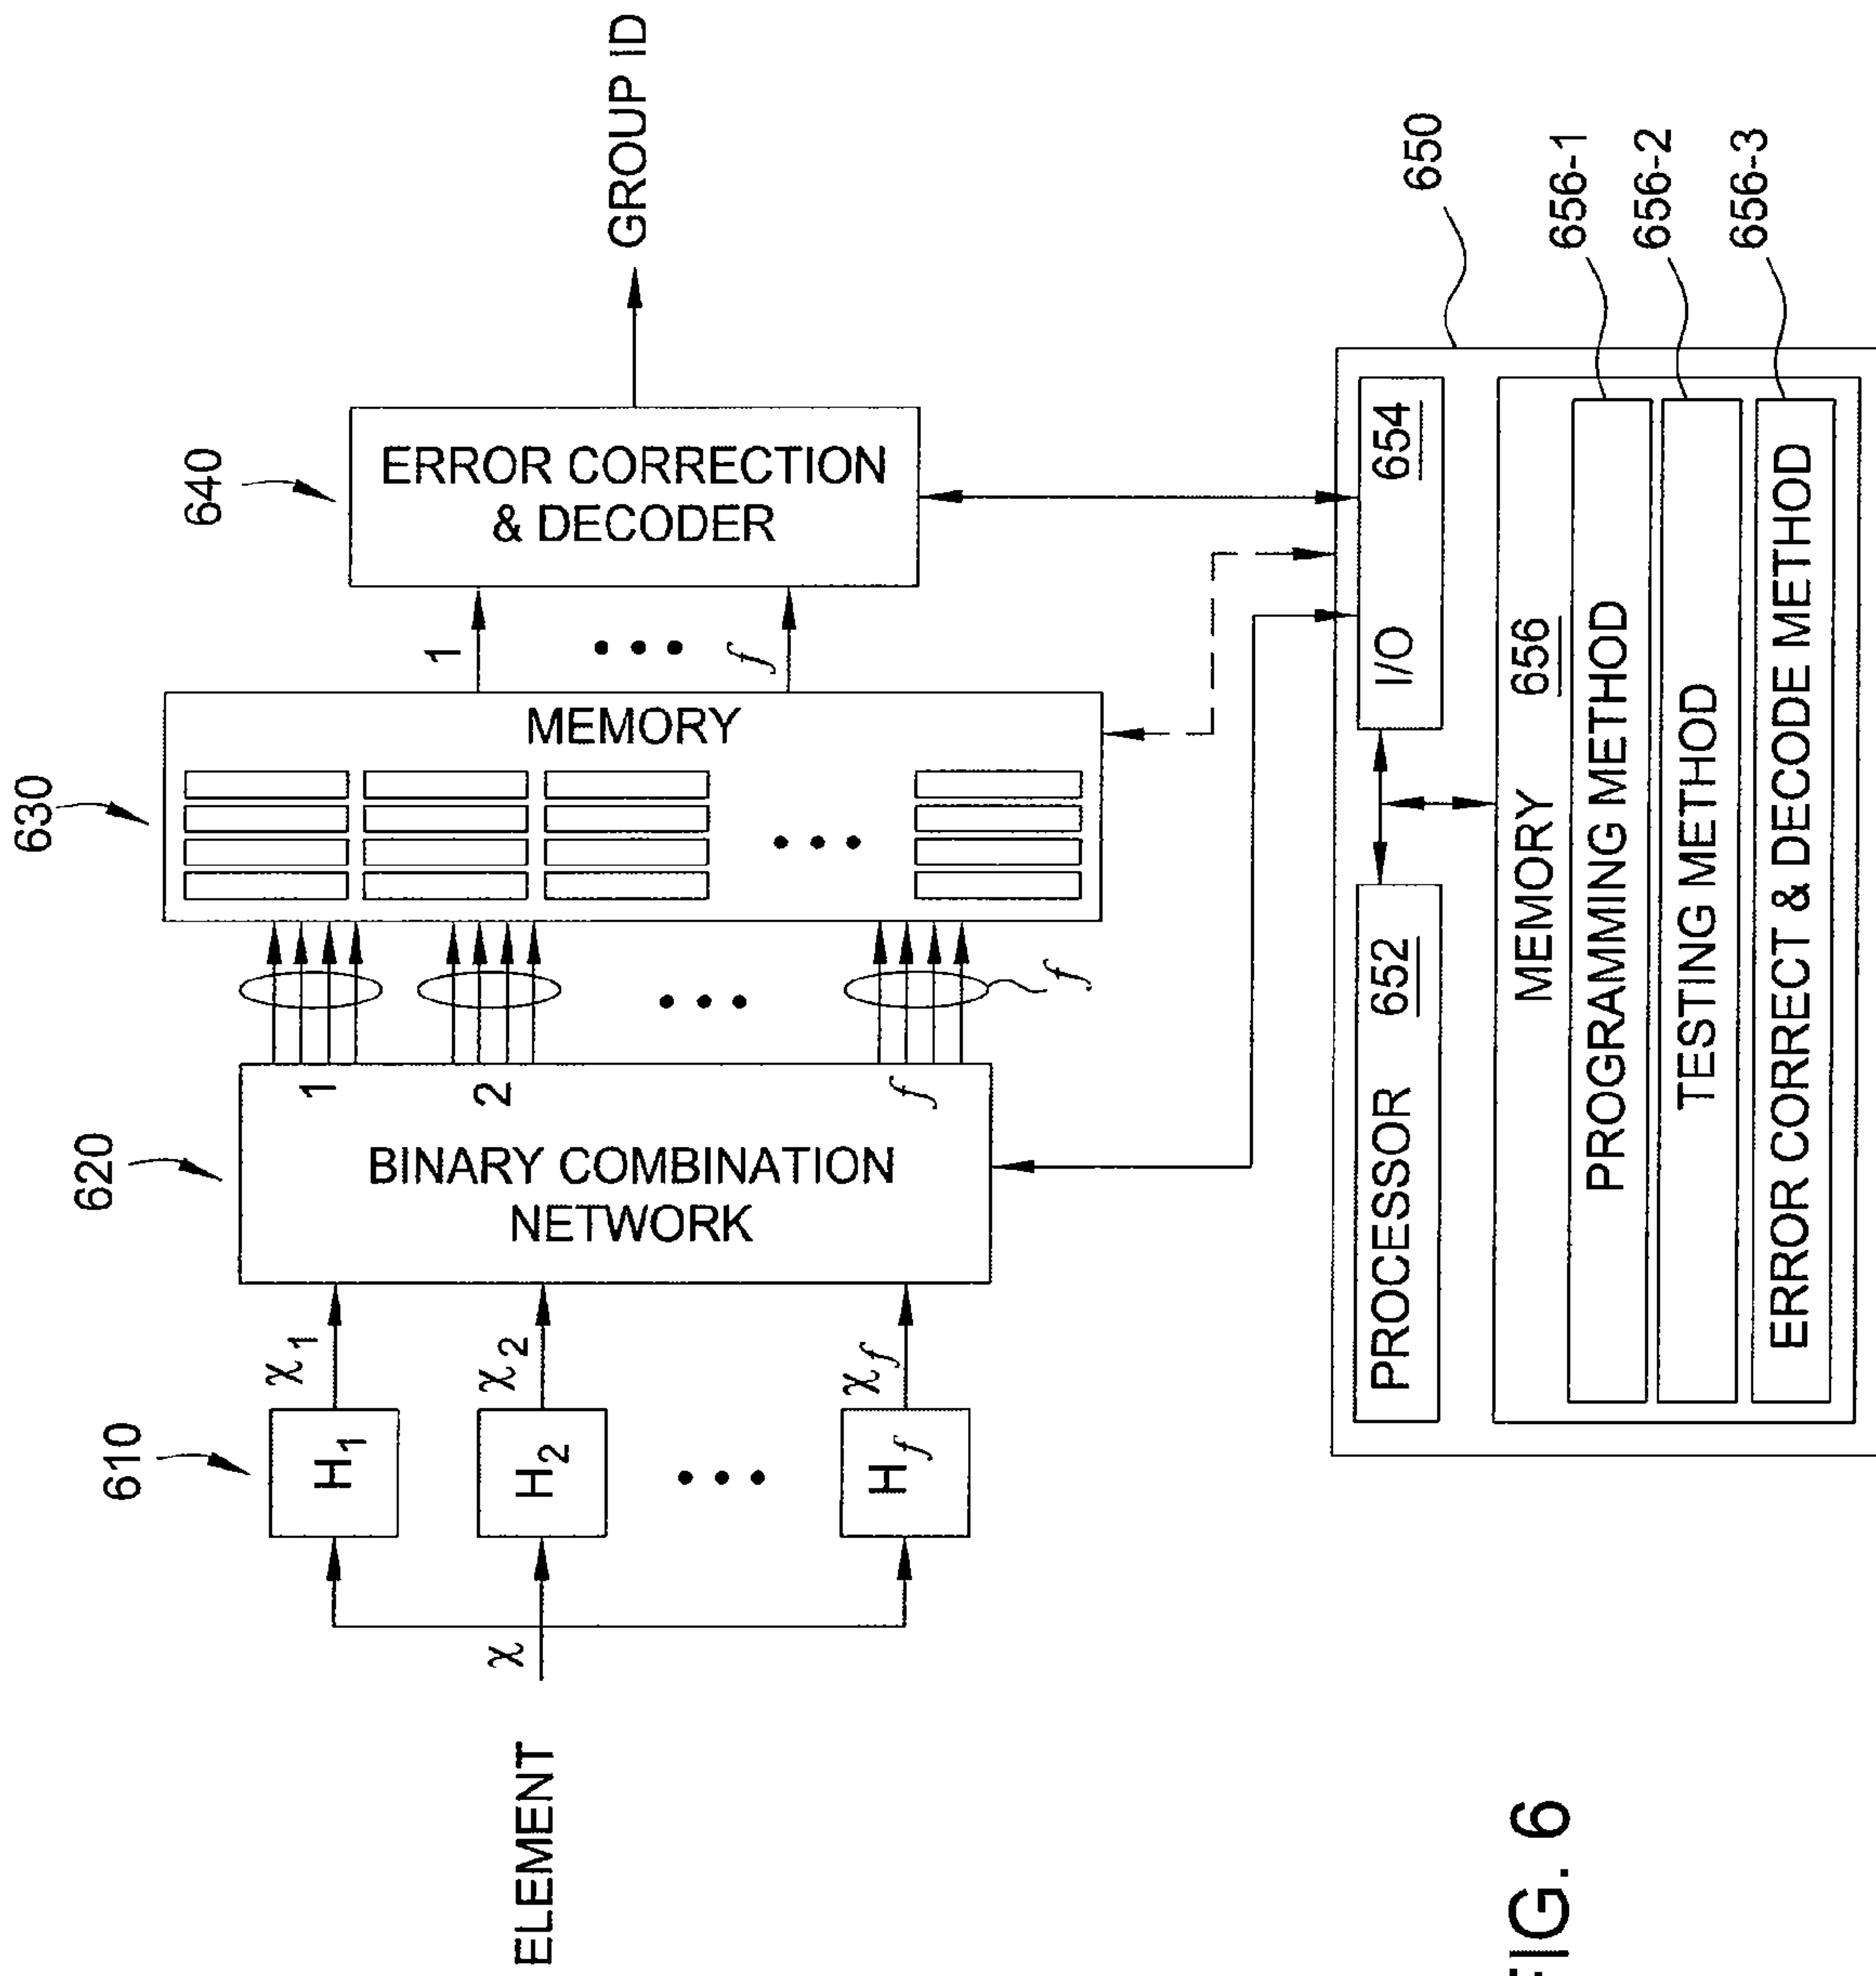 610
620
630
640
ELEMENT
χ
H1
H2
• • •
Hf
χ1
χ2
χf
BINARY COMBINATION
NETWORK
1
2
f
• • •
f
MEMORY
• • •
1
• • •
f
ERROR CORRECTION
& DECODER
GROUP ID
650
PROCESSOR 652
I/O 654
MEMORY 656
PROGRAMMING METHOD
656-1
TESTING METHOD
656-2
ERROR CORRECT & DECODE METHOD
656-3
FIG. 6